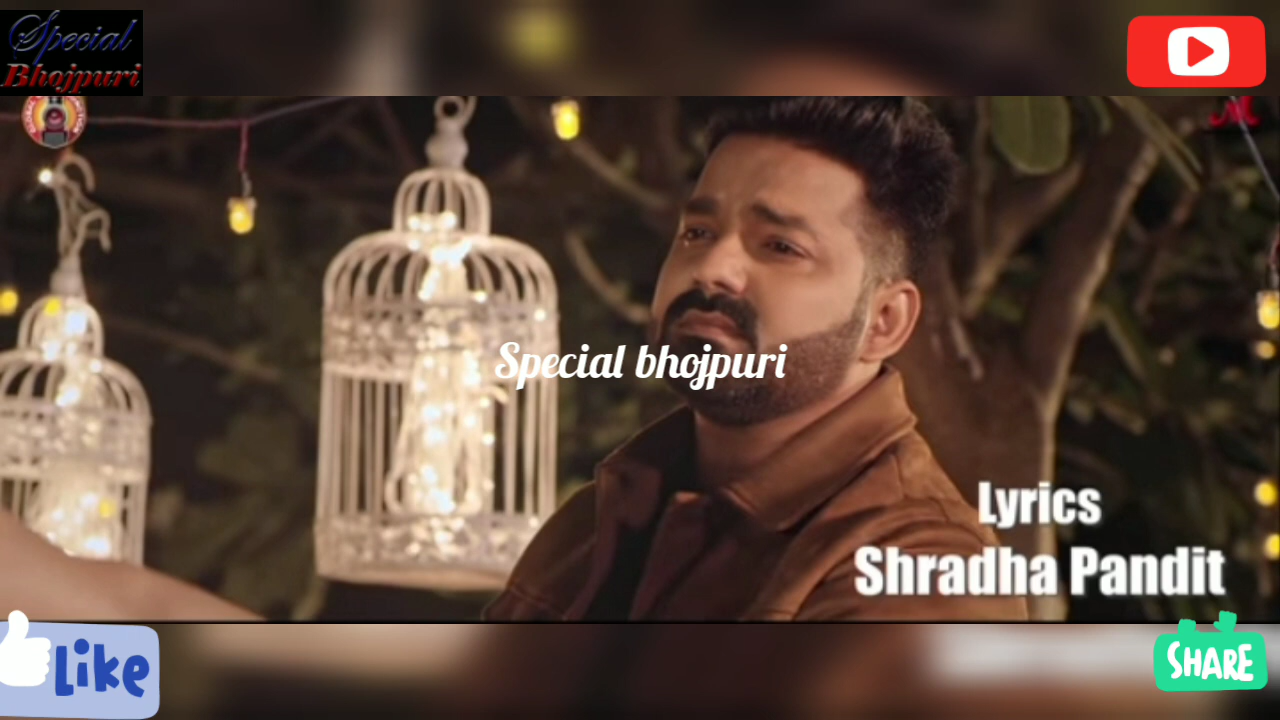 Special
Bhojpuri
Special bhojpuri
Lyrics
Shradha Pandit
Like
SHARE